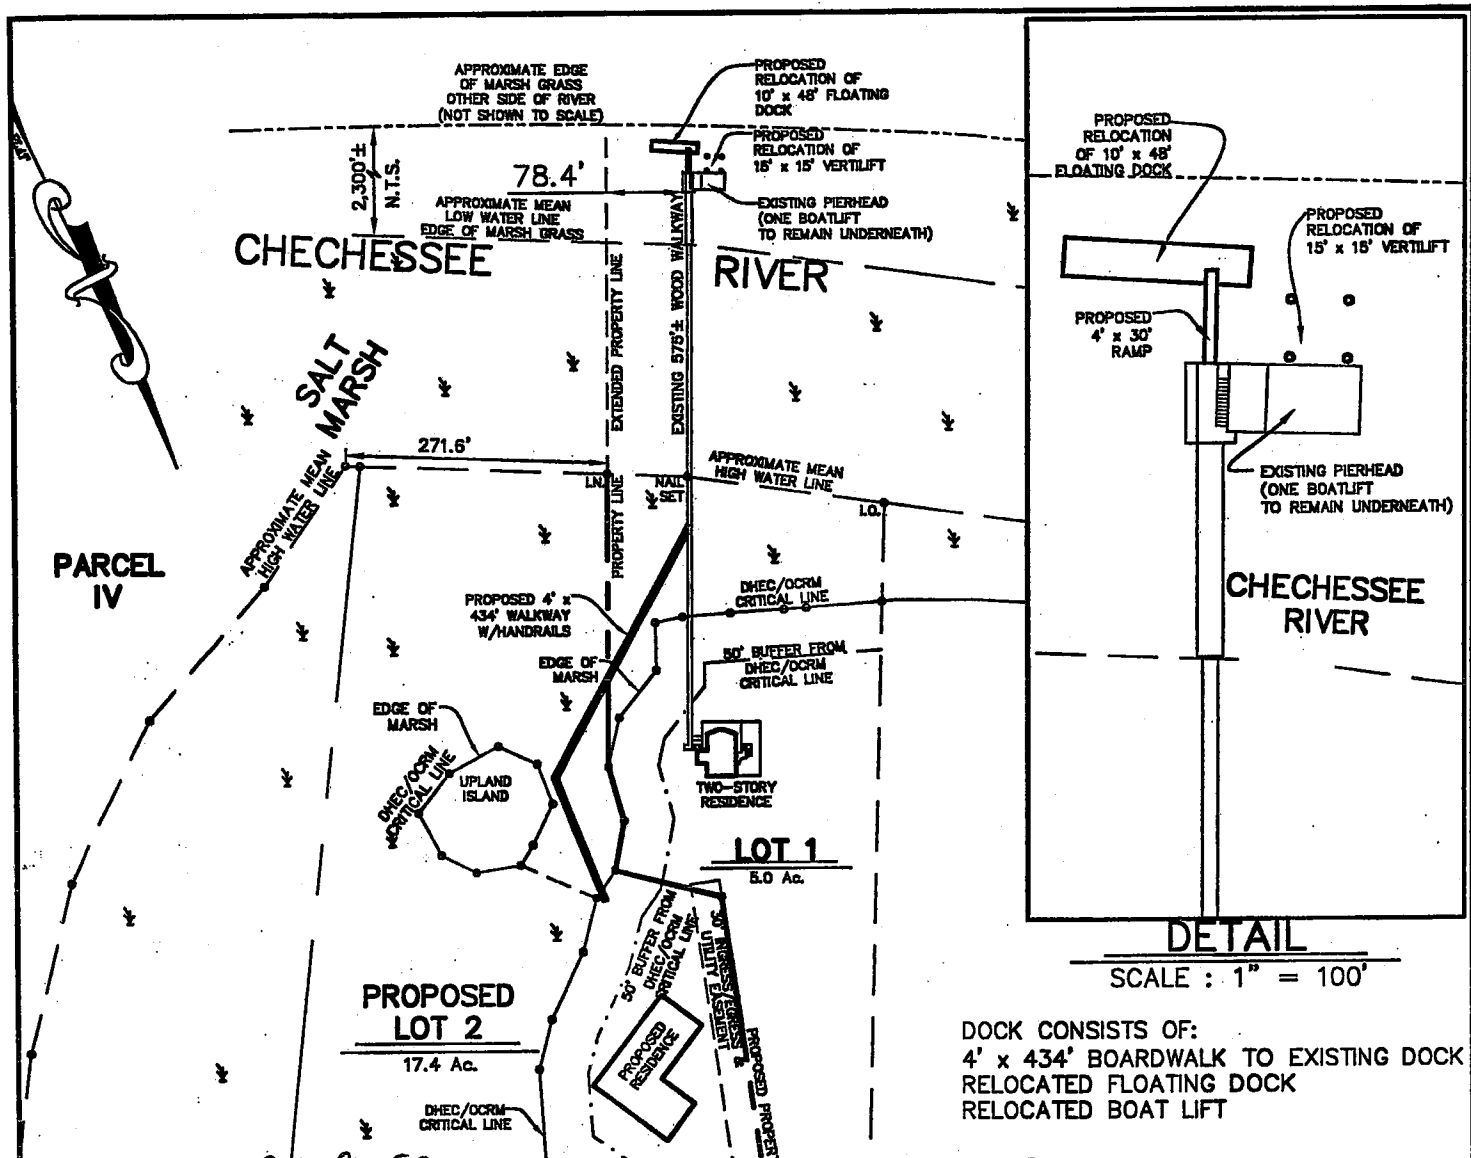 APPROXIMATE EDGE
OF MARSH GRASS
OTHER SIDE OF RIVER
(NOT SHOWN TO SCALE)
PROPOSED
RELOCATION OF
10' x 48' FLOATING
DOCK
PROPOSED
RELOCATION OF
15' x 15' VERTILIFT
2,300'±
N.T.S.
78.4'
APPROXIMATE MEAN
LOW WATER LINE
EDGE OF MARSH GRASS
EXISTING PIERHEAD
(ONE BOATLIFT
TO REMAIN UNDERNEATH)
CHECHESSEE
RIVER
EXTENDED PROPERTY LINE
EXISTING 575'± WOOD WALKWAY
SALT
MARSH
271.6'
APPROXIMATE MEAN
HIGH WATER LINE
I.N.
NAIL
SET
APPROXIMATE MEAN
HIGH WATER LINE
I.O.
PROPERTY LINE
PARCEL
IV
PROPOSED 4' x
434' WALKWAY
W/HANDRAILS
DHEC/OCRM
CRITICAL LINE
EDGE OF
MARSH
50' BUFFER FROM
DHEC/OCRM
CRITICAL LINE
EDGE OF
MARSH
DHEC/OCRM
CRITICAL LINE
UPLAND
ISLAND
TWO-STORY
RESIDENCE
LOT 1
5.0 Ac.
50' BUFFER FROM
DHEC/OCRM
CRITICAL LINE
30' INGRESS/EGRESS &
UTILITY EASEMENT
PROPOSED
LOT 2
17.4 Ac.
PROPOSED
RESIDENCE
DHEC/OCRM
CRITICAL LINE
PROPOSED
PROPOSED
RELOCATION
OF 10' x 48'
FLOATING DOCK
PROPOSED
RELOCATION OF
15' x 15' VERTILIFT
PROPOSED
4' x 30'
RAMP
EXISTING PIERHEAD
(ONE BOATLIFT
TO REMAIN UNDERNEATH)
CHECHESSEE
RIVER
DETAIL
SCALE : 1" = 100'
DOCK CONSISTS OF:
4' x 434' BOARDWALK TO EXISTING DOCK
RELOCATED FLOATING DOCK
RELOCATED BOAT LIFT